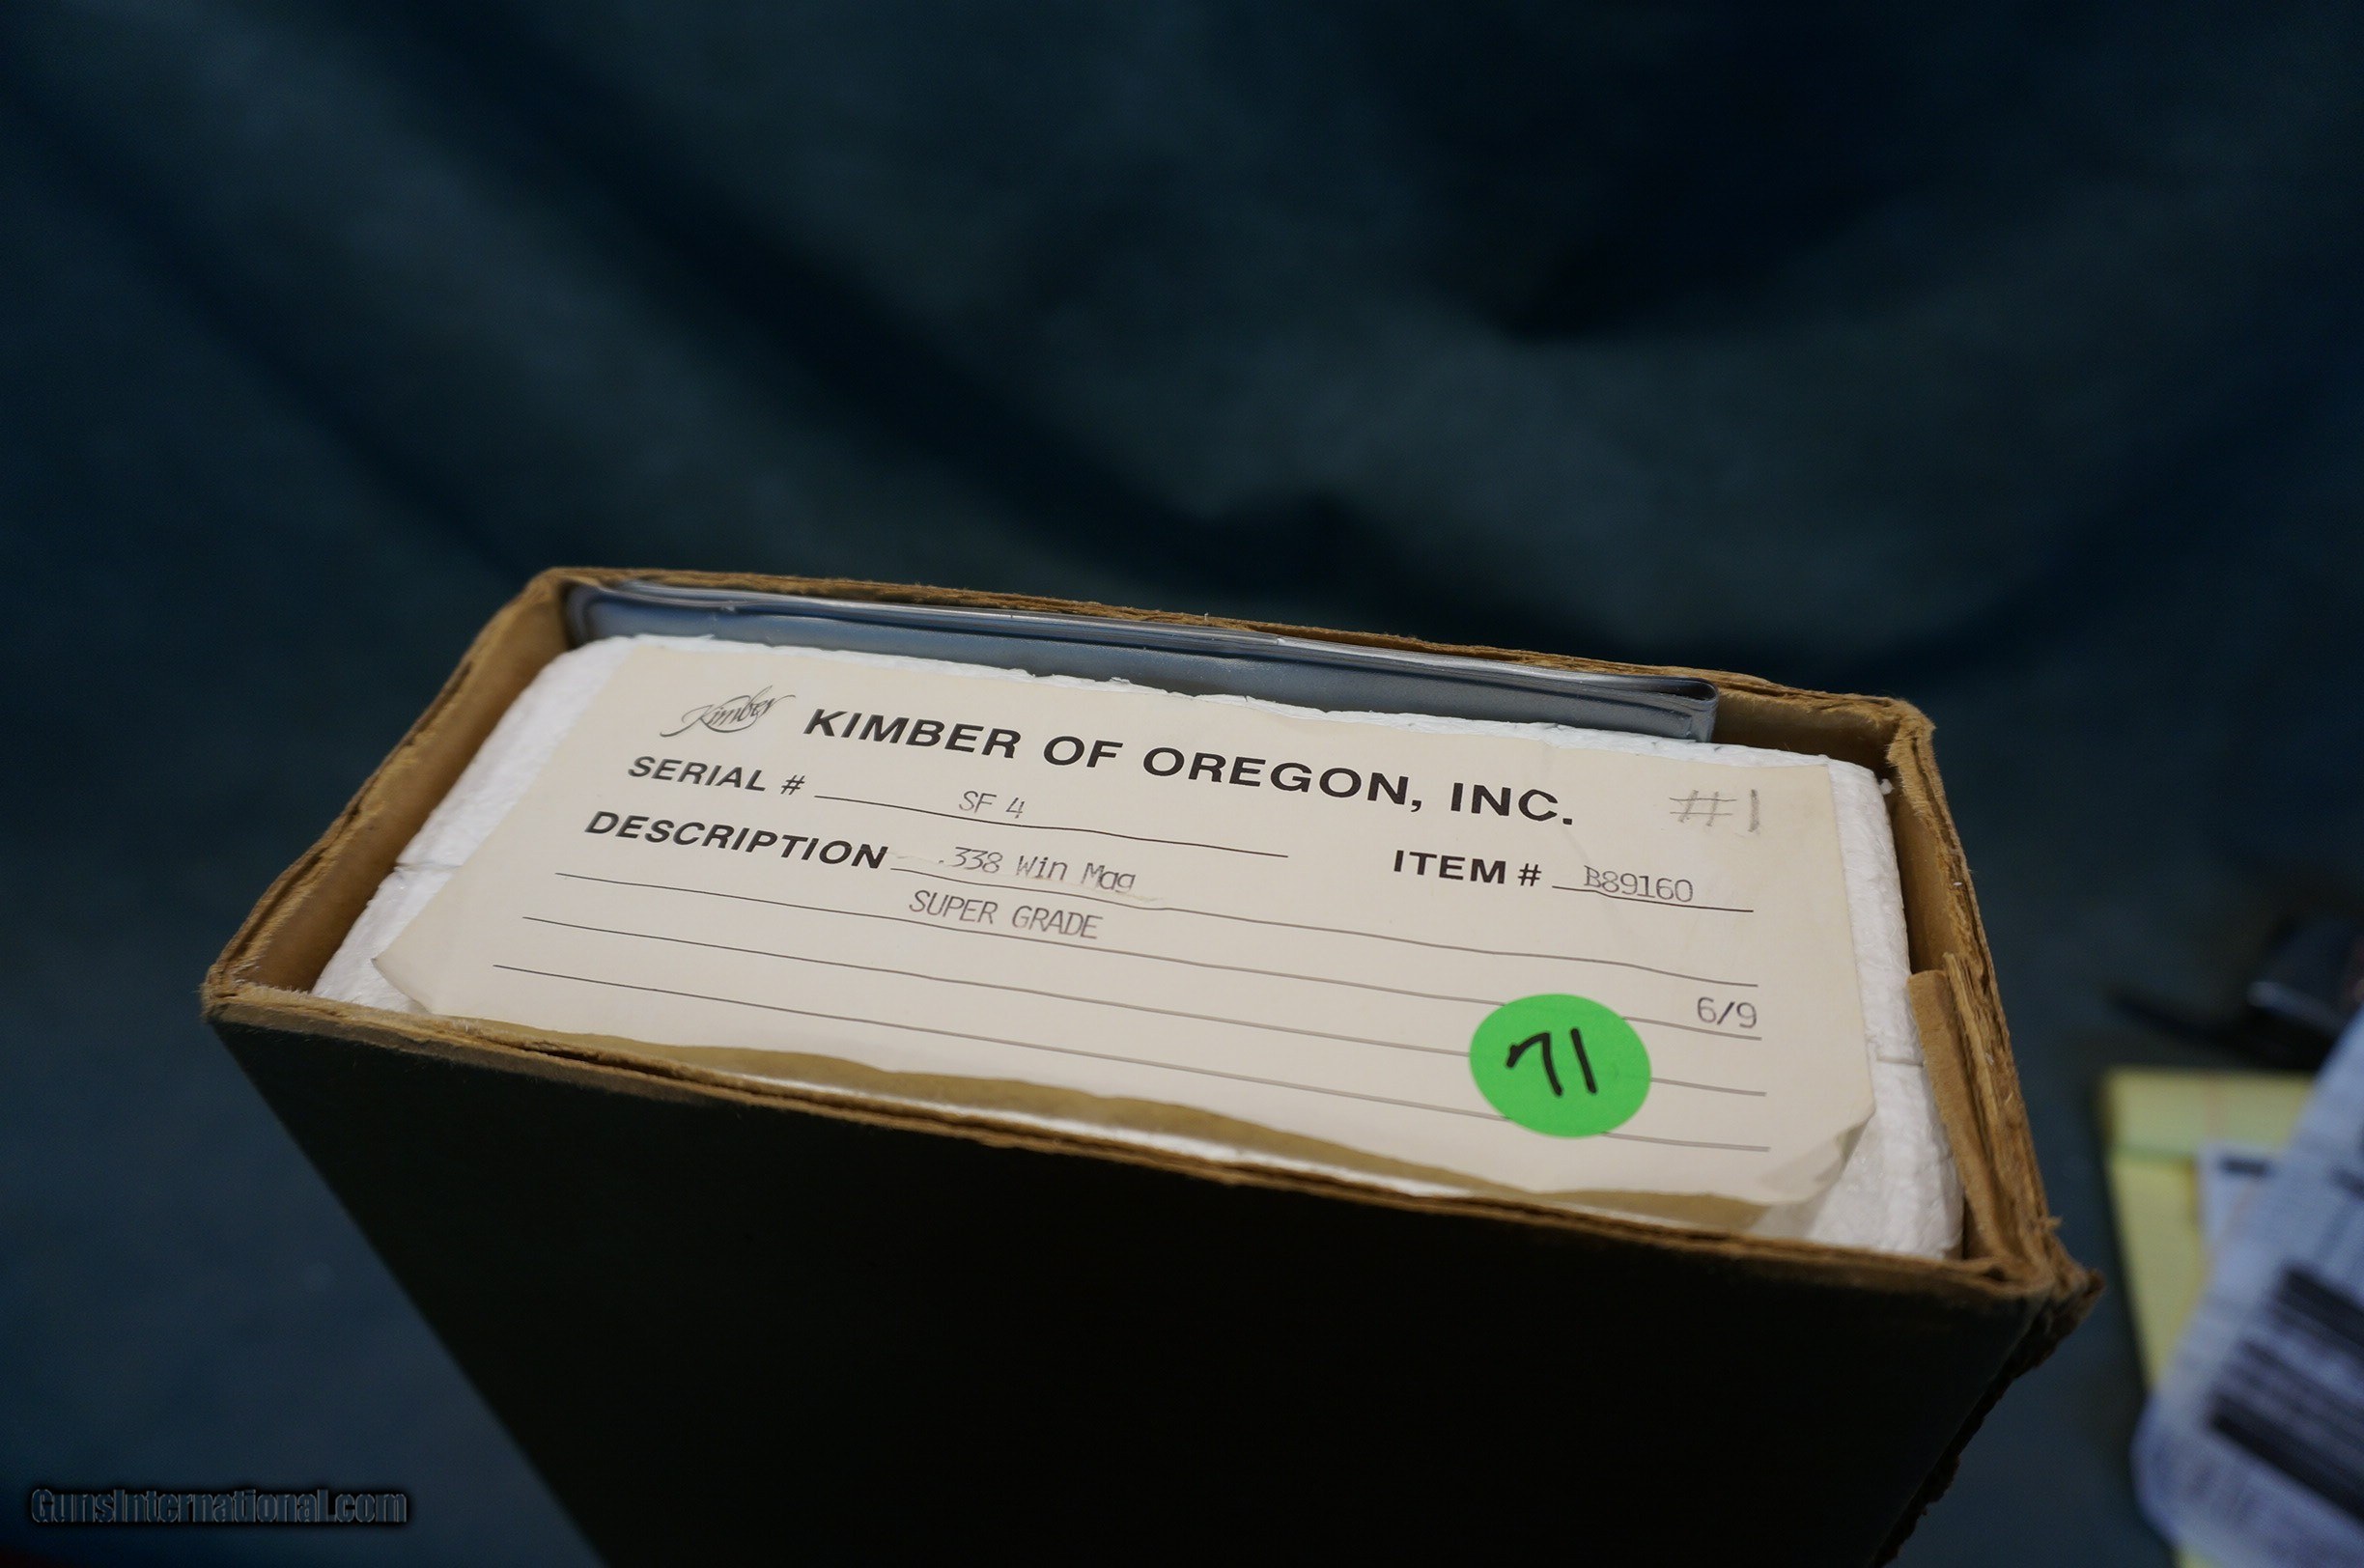 Kimber KIMBER OF OREGON, INC. #1
SERIAL # SF 4
ITEM # B89160
DESCRIPTION .338 Win Mag
SUPER GRADE
6/9
71
GunsInternational.com